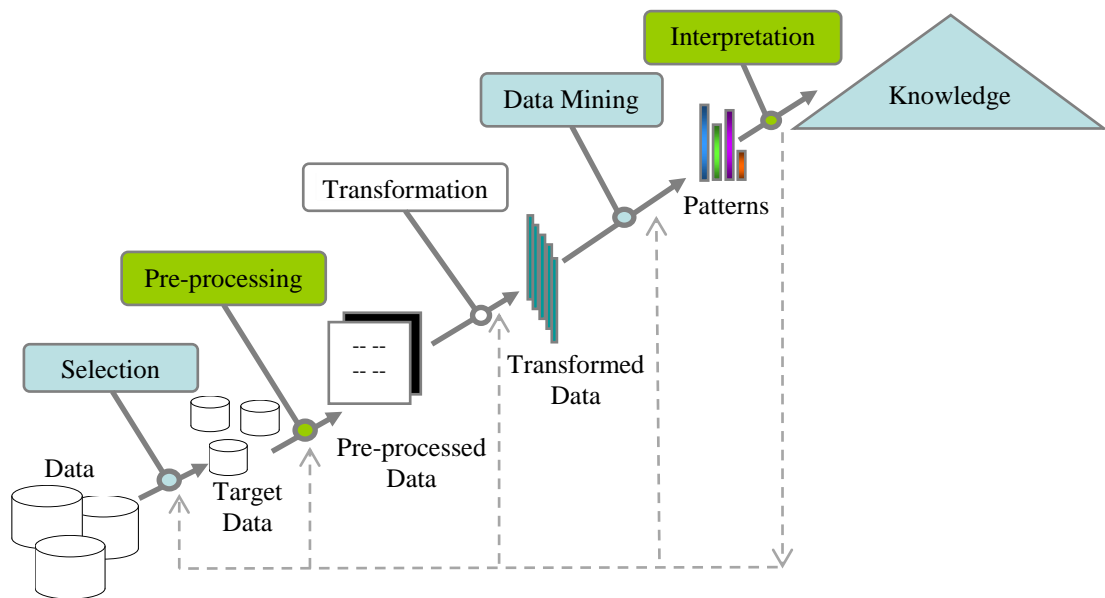 Interpretation
Knowledge
Data Mining
Transformation
Patterns
Pre-processing
-- --
-- --
Transformed
Data
Selection
Pre-processed
Data
Data
Target
Data